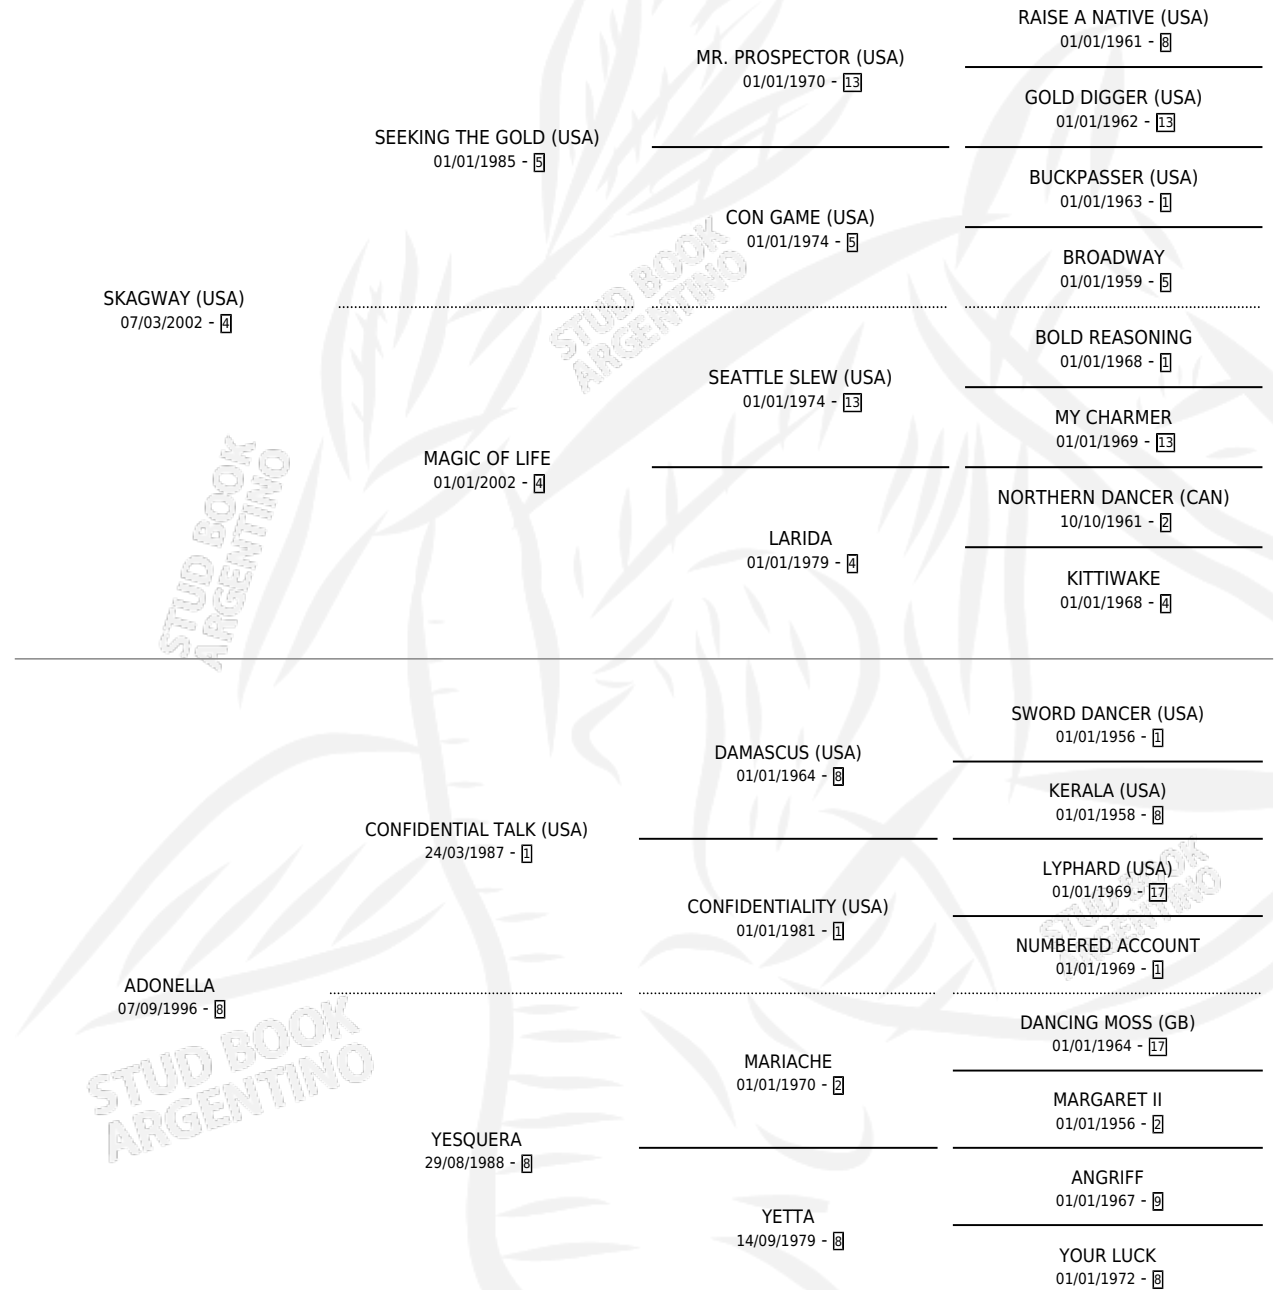 RAISE A NATIVE (USA)
01/01/1961 - 8
MR. PROSPECTOR (USA)
01/01/1970 - 13
GOLD DIGGER (USA)
01/01/1962 - 13
SEEKING THE GOLD (USA)
01/01/1985 - 5
BUCKPASSER (USA)
01/01/1963 - 1
CON GAME (USA)
01/01/1974 - 5
BROADWAY
01/01/1959 - 5
SKAGWAY (USA)
07/03/2002 - 4
BOLD REASONING
01/01/1968 - 1
SEATTLE SLEW (USA)
01/01/1974 - 13
MY CHARMER
01/01/1969 - 13
MAGIC OF LIFE
01/01/2002 - 4
NORTHERN DANCER (CAN)
10/10/1961 - 2
LARIDA
01/01/1979 - 4
KITTIWAKE
01/01/1968 - 4
SWORD DANCER (USA)
01/01/1956 - 1
DAMASCUS (USA)
01/01/1964 - 8
KERALA (USA)
01/01/1958 - 8
CONFIDENTIAL TALK (USA)
24/03/1987 - 1
LYPHARD (USA)
01/01/1969 - 17
CONFIDENTIALITY (USA)
01/01/1981 - 1
NUMBERED ACCOUNT
01/01/1969 - 1
ADONELLA
07/09/1996 - 8
DANCING MOSS (GB)
01/01/1964 - 17
MARIACHE
01/01/1970 - 2
MARGARET II
01/01/1956 - 2
YESQUERA
29/08/1988 - 8
ANGRIFF
01/01/1967 - 9
YETTA
14/09/1979 - 8
YOUR LUCK
01/01/1972 - 8
STUD BOOK
ARGENTINO
STUD BOOK
ARGENTINO
STUD BOOK
ARGENTINO
STUD BOOK
ARGENTINO